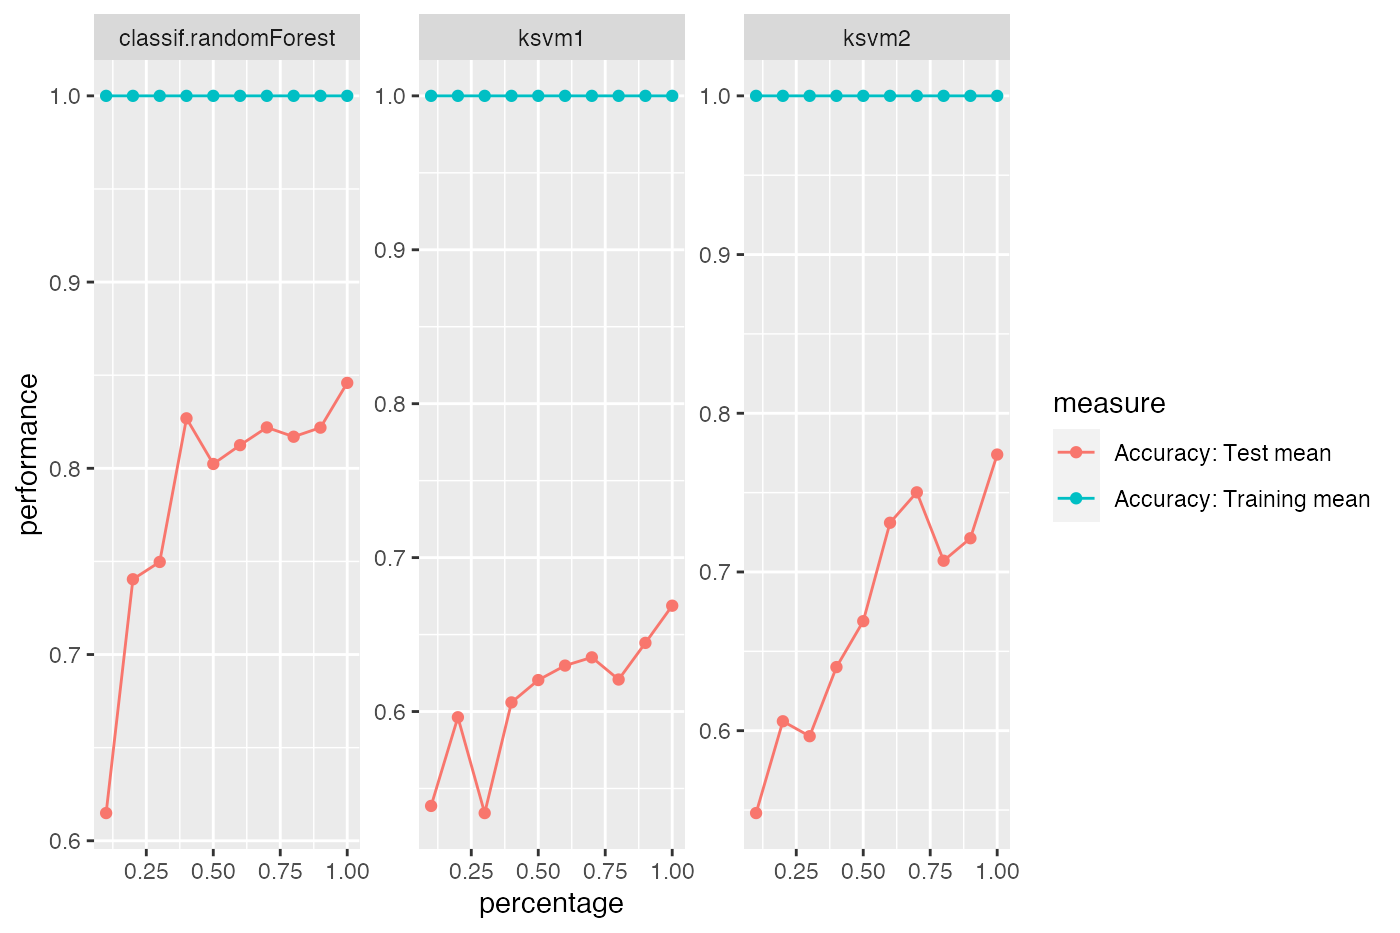 classif.randomForest
ksvm1
ksvm2
performance
1.0
0.9
0.8
0.7
0.6
1.0
0.9
0.8
0.7
0.6
1.0
0.9
0.8
0.7
0.6
0.25 0.50 0.75 1.00
0.25 0.50 0.75 1.00
0.25 0.50 0.75 1.00
percentage
measure
Accuracy: Test mean
Accuracy: Training mean